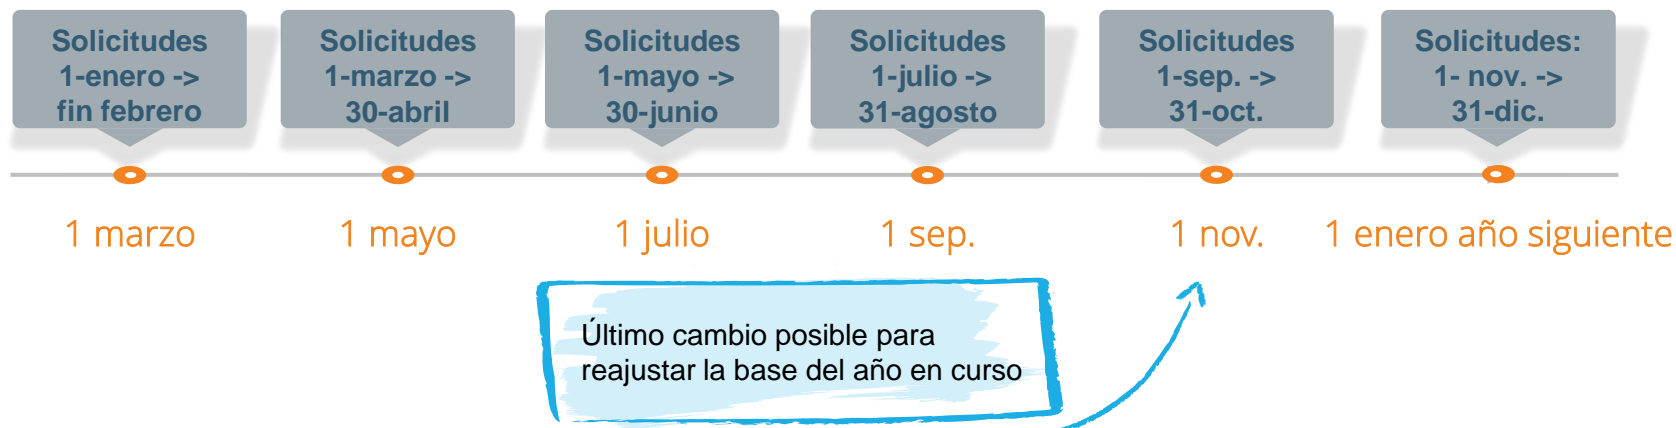 Solicitudes
1-enero ->
fin febrero
Solicitudes
1-marzo ->
30-abril
Solicitudes
1-mayo ->
30-junio
Solicitudes
1-julio ->
31-agosto
Solicitudes
1-sep. ->
31-oct.
Solicitudes:
1- nov. ->
31-dic.
1 marzo
1 mayo
1 julio
1 sep.
1 nov.
1 enero año siguiente
Último cambio posible para
reajustar la base del año en curso